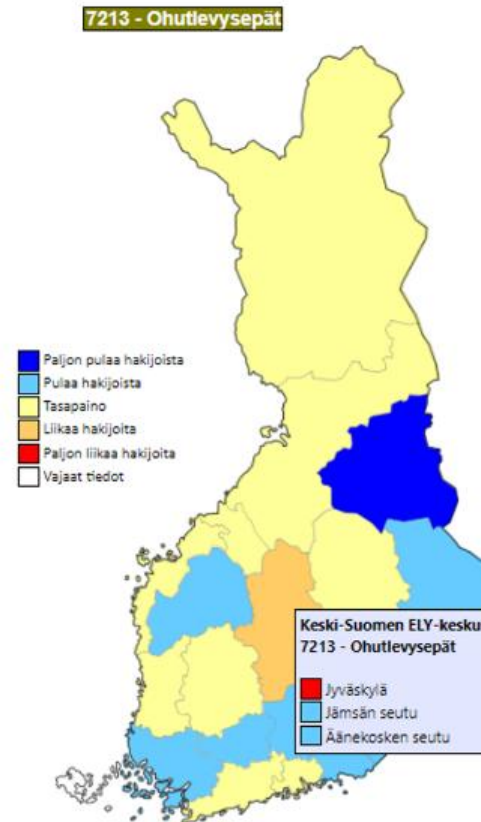 7213 - Ohutlevysepät
Paljon pulaa hakijoista
Pulaa hakijoista
Tasapaino
Liikaa hakijoita
Paljon liikaa hakijoita
Vajaat tiedot
Keski-Suomen ELY-kesku
7213 - Ohutlevysepät
Jyväskylä
Jämsän seutu
Äänekosken seutu